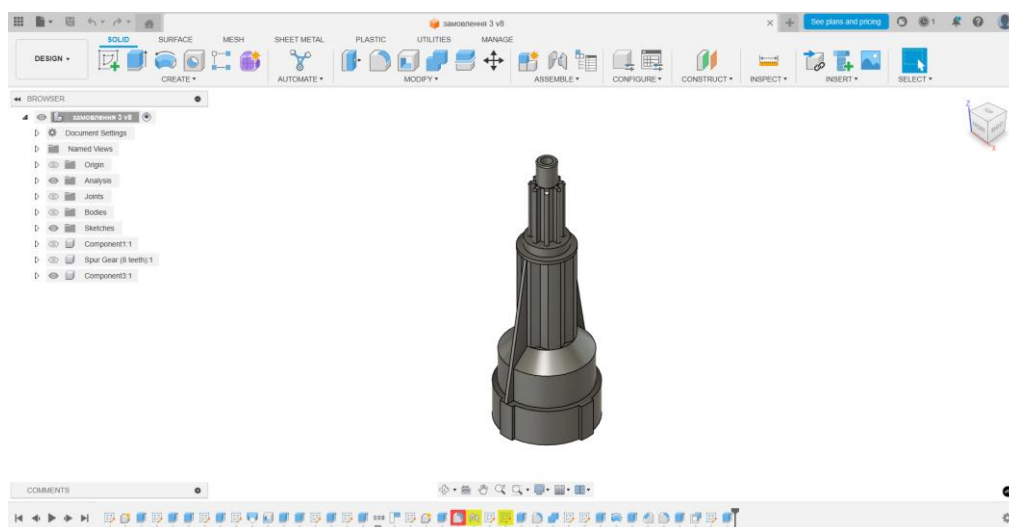 замовлення 3 v8
See plans and pricing
1
DESIGN
SOLID SURFACE MESH SHEET METAL PLASTIC UTILITIES MANAGE
CREATE AUTOMATE MODIFY ASSEMBLE CONFIGURE CONSTRUCT INSPECT INSERT SELECT
BROWSER
замовлення 3 v8
Document Settings
Named Views
Origin
Analysis
Joints
Bodies
Sketches
Component1:1
Spur Gear (8 teeth):1
Component3:1
Z
X
COMMENTS